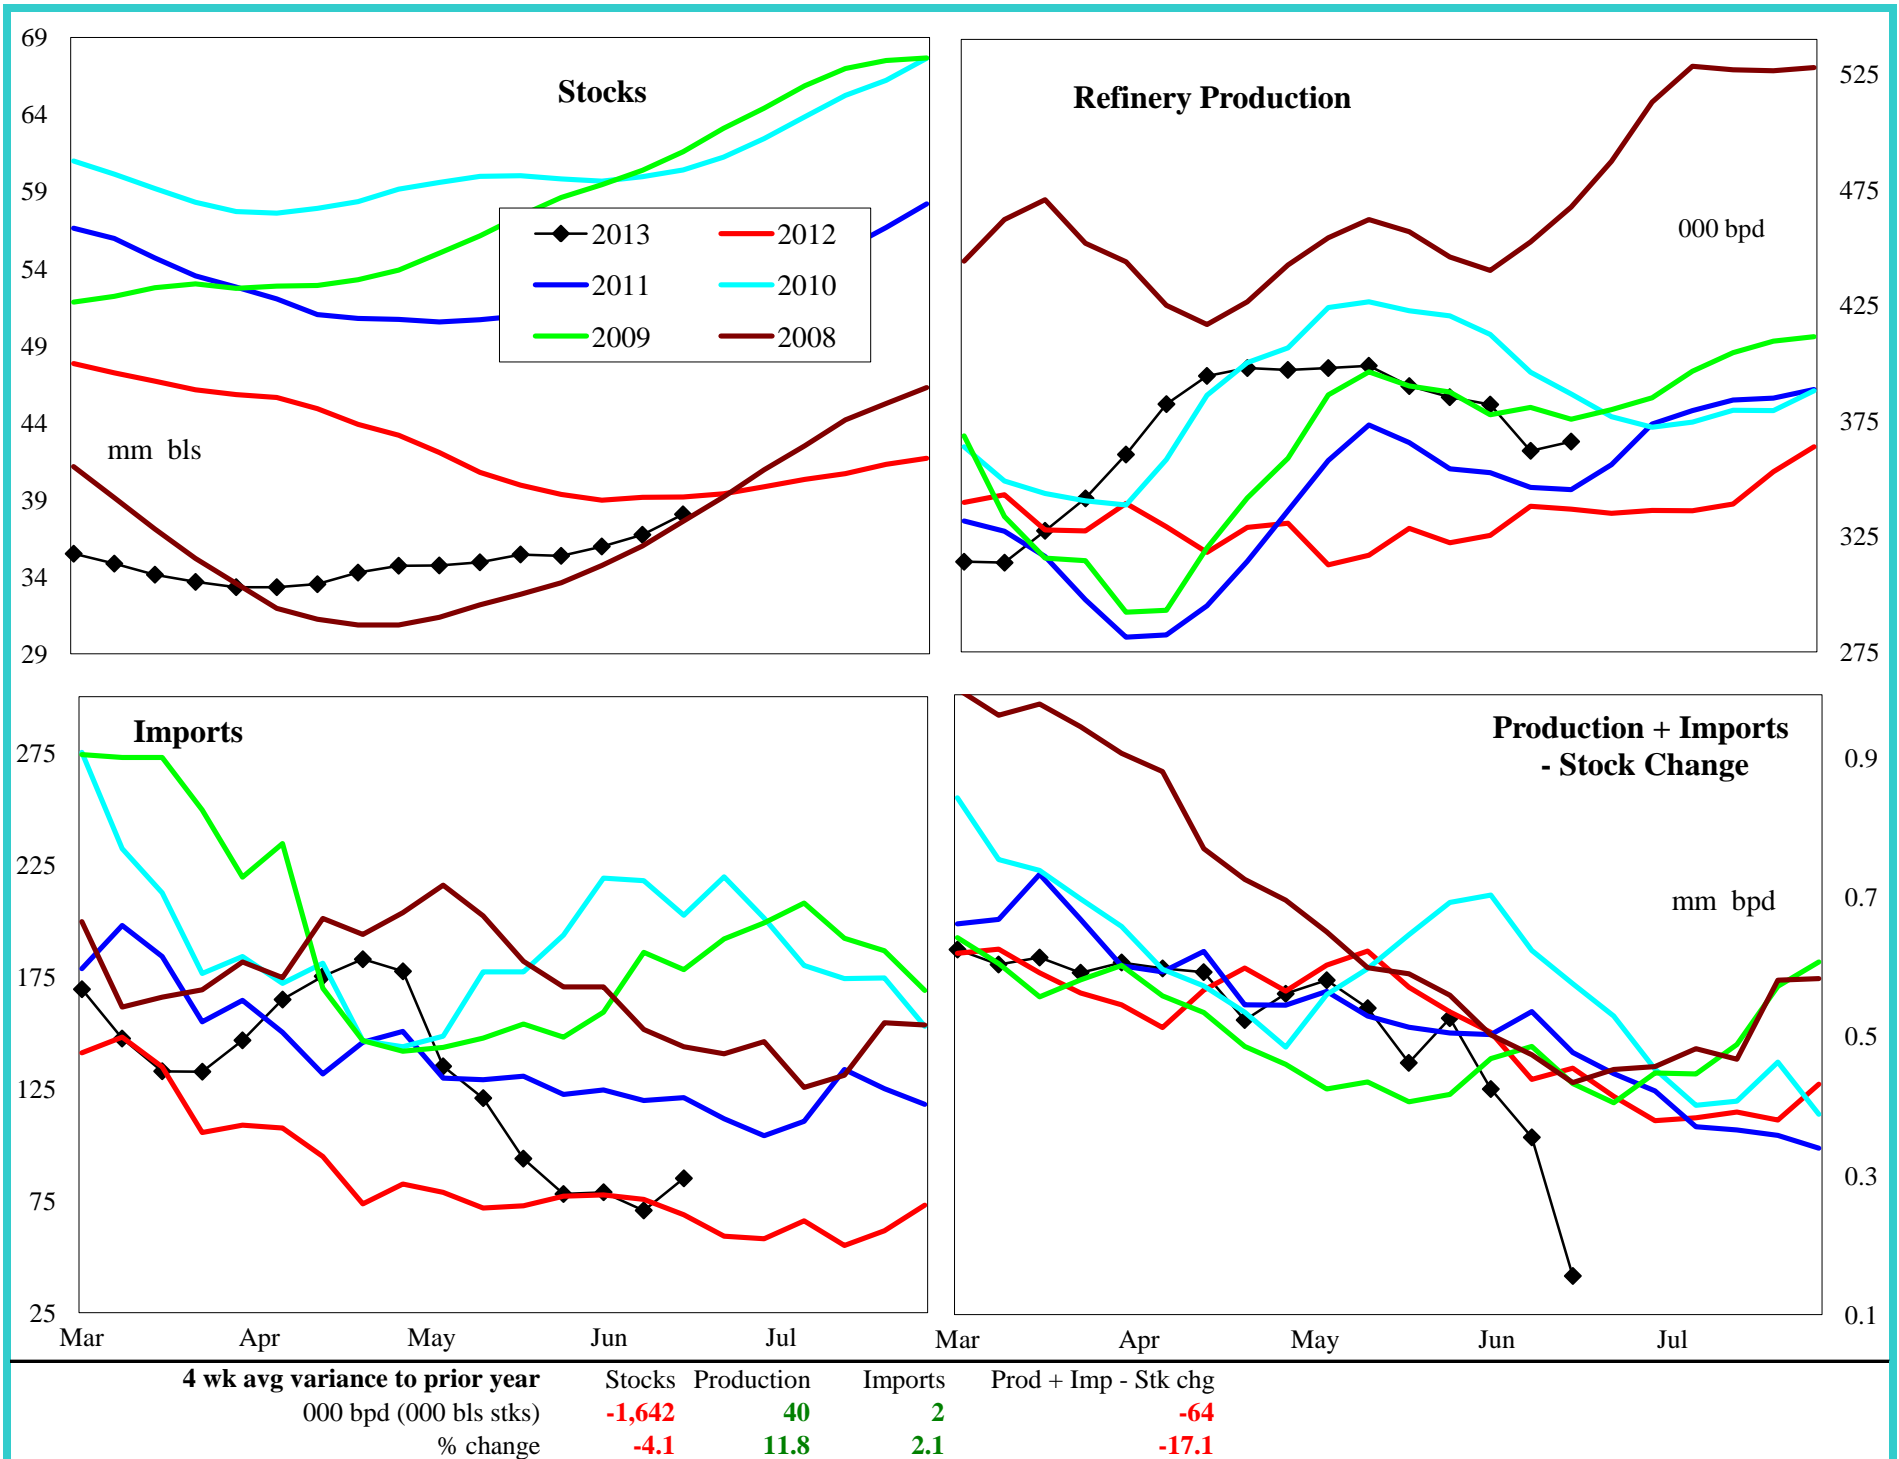 Stocks
69
64
59
54
49
44
39
34
29
mm bls
2013 2012
2011 2010
2009 2008
Refinery Production
000 bpd
525
475
425
375
325
275
Imports
275
225
175
125
75
25
Mar Apr May Jun Jul
Production + Imports
- Stock Change
mm bpd
0.9
0.7
0.5
0.3
0.1
Mar Apr May Jun Jul
4 wk avg variance to prior year Stocks Production Imports Prod + Imp - Stk chg
000 bpd (000 bls stks) -1,642 40 2 -64
% change -4.1 11.8 2.1 -17.1